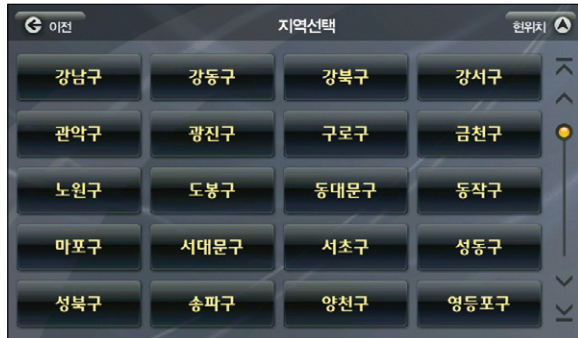 이전 지역선택 현위치
강남구 강동구 강북구 강서구
관악구 광진구 구로구 금천구
노원구 도봉구 동대문구 동작구
마포구 서대문구 서초구 성동구
성북구 송파구 양천구 영등포구